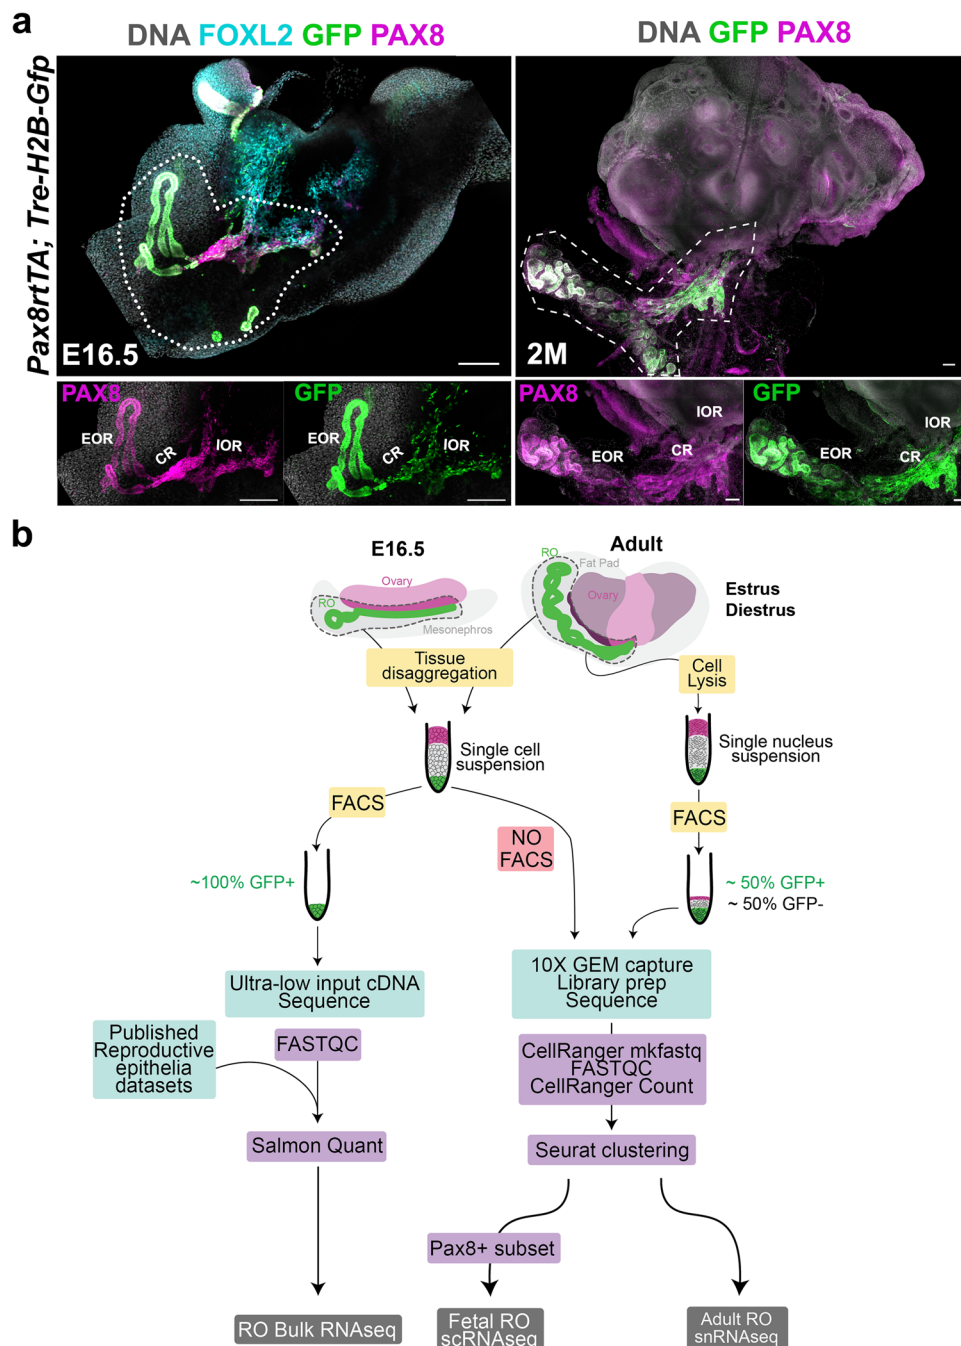 a
DNA FOXL2 GFP PAX8
DNA GFP PAX8
Pax8rtTA; Tre-H2B-Gfp
E16.5
2M
PAX8
EOR
CR
IOR
GFP
EOR
CR
IOR
PAX8
EOR
CR
IOR
GFP
EOR
CR
b
E16.5
Adult
RO
Ovary
Mesonephros
RO
Fat Pad
Ovary
Estrus
Diestrus
Tissue
disaggregation
Cell
Lysis
Single cell
suspension
Single nucleus
suspension
FACS
NO
FACS
FACS
~100% GFP+
~ 50% GFP+
~ 50% GFP-
Ultra-low input cDNA
Sequence
10X GEM capture
Library prep
Sequence
Published
Reproductive
epithelia
datasets
FASTQC
CellRanger mkfastq
FASTQC
CellRanger Count
Salmon Quant
Seurat clustering
Pax8+ subset
RO Bulk RNAseq
Fetal RO
scRNAseq
Adult RO
snRNAseq